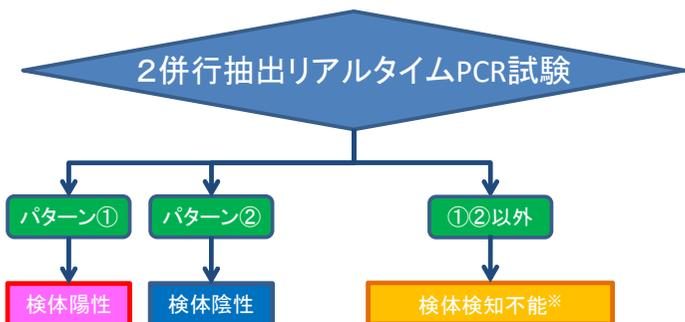 2併行抽出リアルタイムPCR試験
パターン①
パターン②
①②以外
検体陽性
検体陰性
検体検知不能※